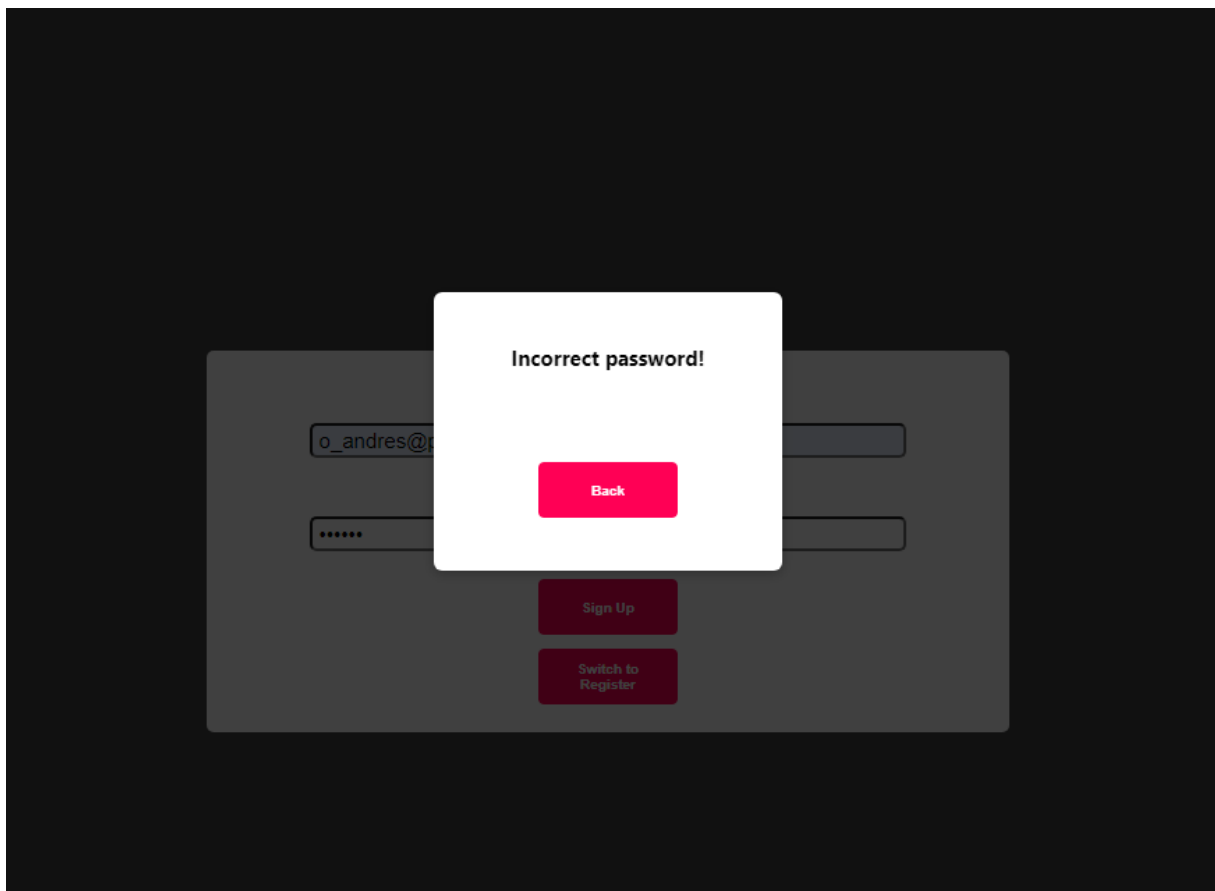 Incorrect password!
o_andres@p
Back
••••••
Sign Up
Switch to
Register